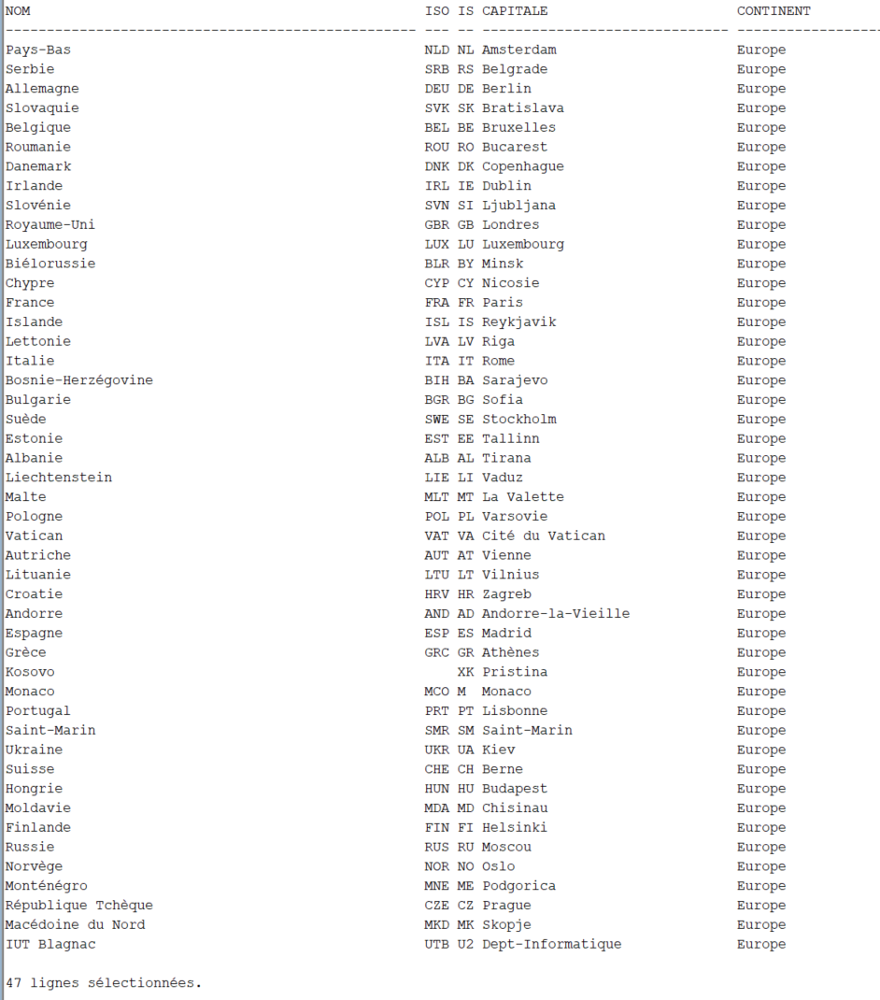 NOM ISO IS CAPITALE CONTINENT
-------------------------------------------------- --- -- ------------------------------ ------------------
Pays-Bas NLD NL Amsterdam Europe
Serbie SRB RS Belgrade Europe
Allemagne DEU DE Berlin Europe
Slovaquie SVK SK Bratislava Europe
Belgique BEL BE Bruxelles Europe
Roumanie ROU RO Bucarest Europe
Danemark DNK DK Copenhague Europe
Irlande IRL IE Dublin Europe
Slovénie SVN SI Ljubljana Europe
Royaume-Uni GBR GB Londres Europe
Luxembourg LUX LU Luxembourg Europe
Biélorussie BLR BY Minsk Europe
Chypre CYP CY Nicosie Europe
France FRA FR Paris Europe
Islande ISL IS Reykjavik Europe
Lettonie LVA LV Riga Europe
Italie ITA IT Rome Europe
Bosnie-Herzégovine BIH BA Sarajevo Europe
Bulgarie BGR BG Sofia Europe
Suède SWE SE Stockholm Europe
Estonie EST EE Tallinn Europe
Albanie ALB AL Tirana Europe
Liechtenstein LIE LI Vaduz Europe
Malte MLT MT La Valette Europe
Pologne POL PL Varsovie Europe
Vatican VAT VA Cité du Vatican Europe
Autriche AUT AT Vienne Europe
Lituanie LTU LT Vilnius Europe
Croatie HRV HR Zagreb Europe
Andorre AND AD Andorre-la-Vieille Europe
Espagne ESP ES Madrid Europe
Grèce GRC GR Athènes Europe
Kosovo XK Pristina Europe
Monaco MCO M Monaco Europe
Portugal PRT PT Lisbonne Europe
Saint-Marin SMR SM Saint-Marin Europe
Ukraine UKR UA Kiev Europe
Suisse CHE CH Berne Europe
Hongrie HUN HU Budapest Europe
Moldavie MDA MD Chisinau Europe
Finlande FIN FI Helsinki Europe
Russie RUS RU Moscou Europe
Norvège NOR NO Oslo Europe
Monténégro MNE ME Podgorica Europe
République Tchèque CZE CZ Prague Europe
Macédoine du Nord MKD MK Skopje Europe
IUT Blagnac UTB U2 Dept-Informatique Europe
47 lignes sélectionnées.